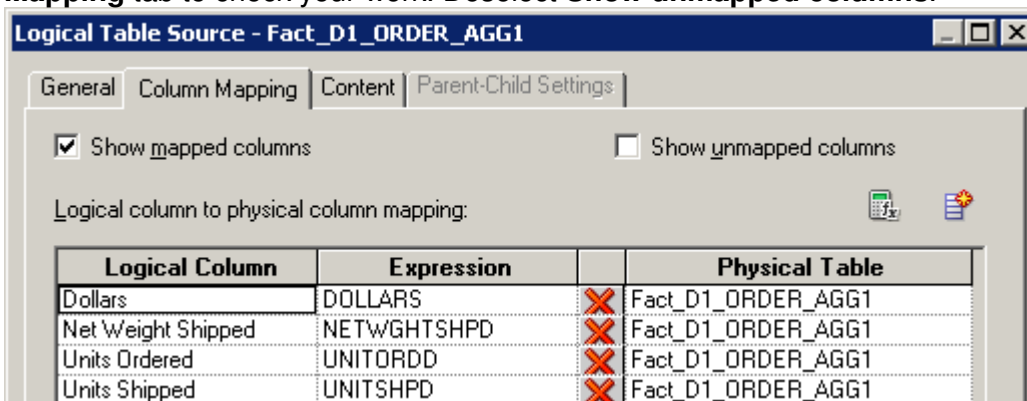 Mapping tab to check your work. Deselect Show unmapped columns.
Logical Table Source - Fact_D1_ORDER_AGG1
General Column Mapping Content Parent-Child Settings
Show mapped columns Show unmapped columns
Logical column to physical column mapping:
Logical Column Expression Physical Table
Dollars DOLLARS Fact_D1_ORDER_AGG1
Net Weight Shipped NETWGHTSHPD Fact_D1_ORDER_AGG1
Units Ordered UNITORDD Fact_D1_ORDER_AGG1
Units Shipped UNITSHPD Fact_D1_ORDER_AGG1